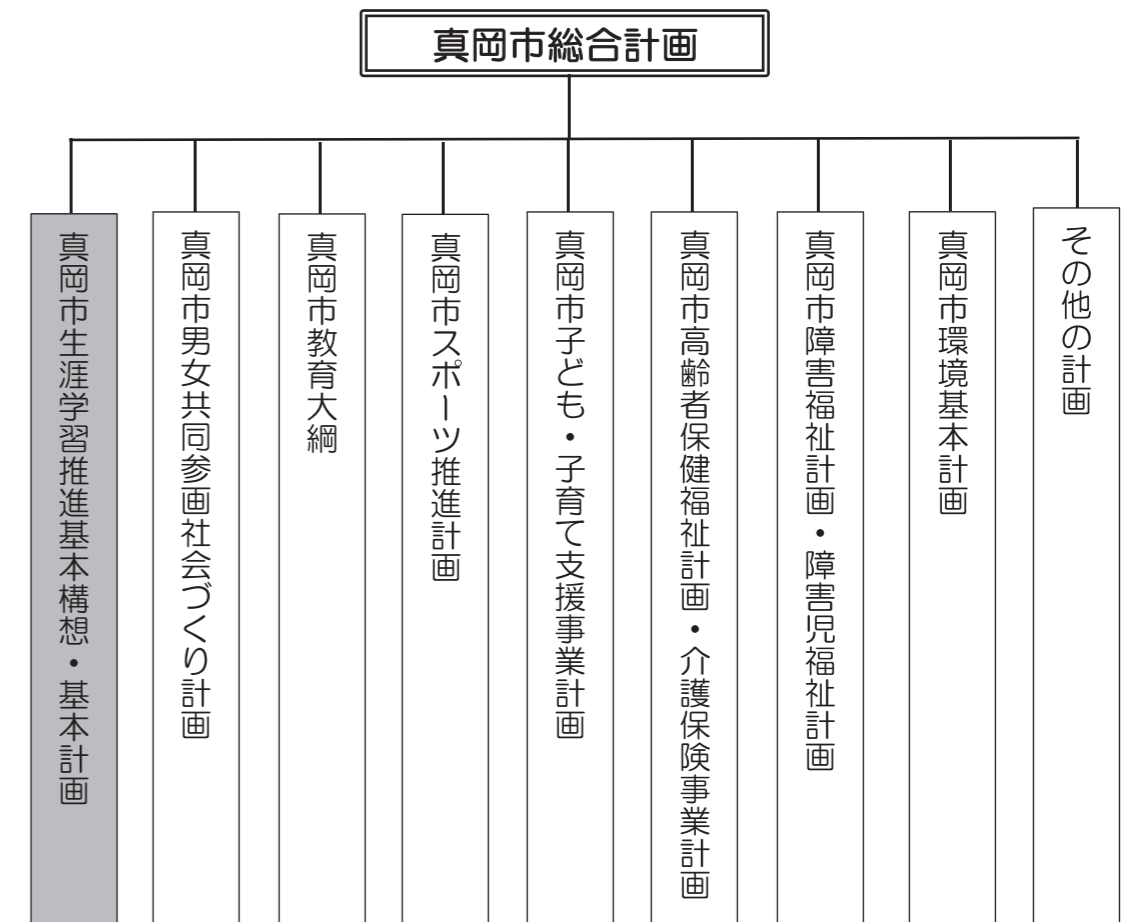 真岡市総合計画
真岡市生涯学習推進基本構想・基本計画
真岡市男女共同参画社会づくり計画
真岡市教育大綱
真岡市スポーツ推進計画
真岡市子ども・子育て支援事業計画
真岡市高齢者保健福祉計画・介護保険事業計画
真岡市障害福祉計画・障害児福祉計画
真岡市環境基本計画
その他の計画